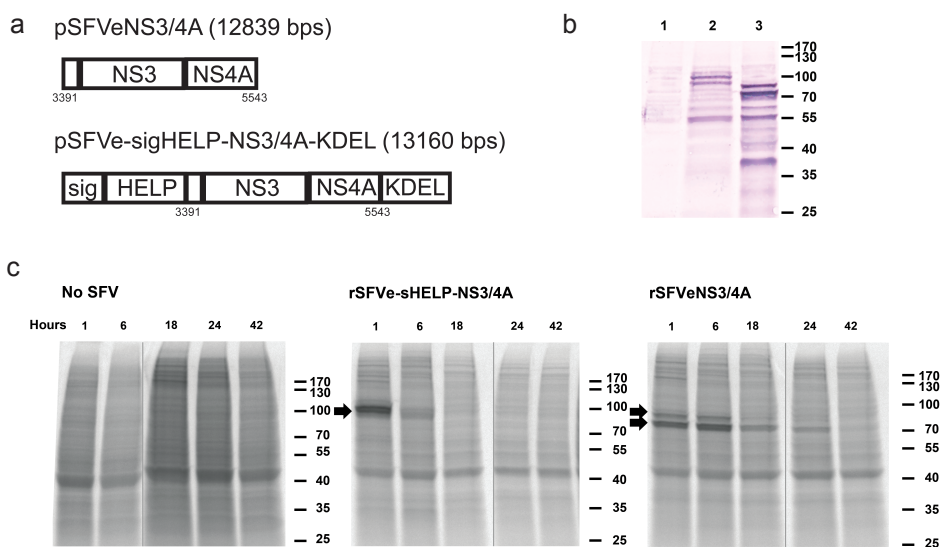 a
pSFVeNS3/4A (12839 bps)
NS3 NS4A
3391 5543
pSFVe-sigHELP-NS3/4A-KDEL (13160 bps)
sig HELP NS3 NS4A KDEL
3391 5543
b
1 2 3
170
130
100
70
55
40
35
25
c
No SFV
Hours 1 6 18 24 42
170
130
100
70
55
40
35
25
rSFVe-sHELP-NS3/4A
1 6 18 24 42
170
130
100
70
55
40
35
25
rSFVeNS3/4A
1 6 18 24 42
170
130
100
70
55
40
35
25